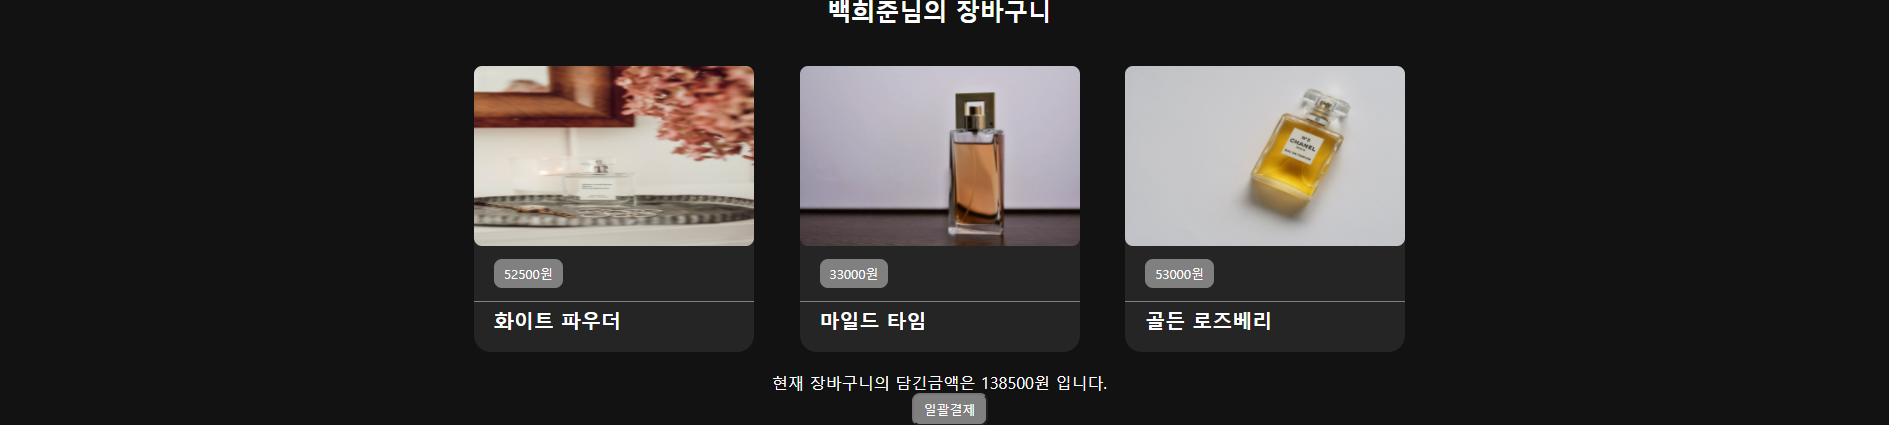 백희준님의 장바구니
N°5
CHANEL
52500원
33000원
53000원
화이트 파우더
마일드 타임
골든 로즈베리
현재 장바구니의 담긴금액은 138500원 입니다.
일괄결제